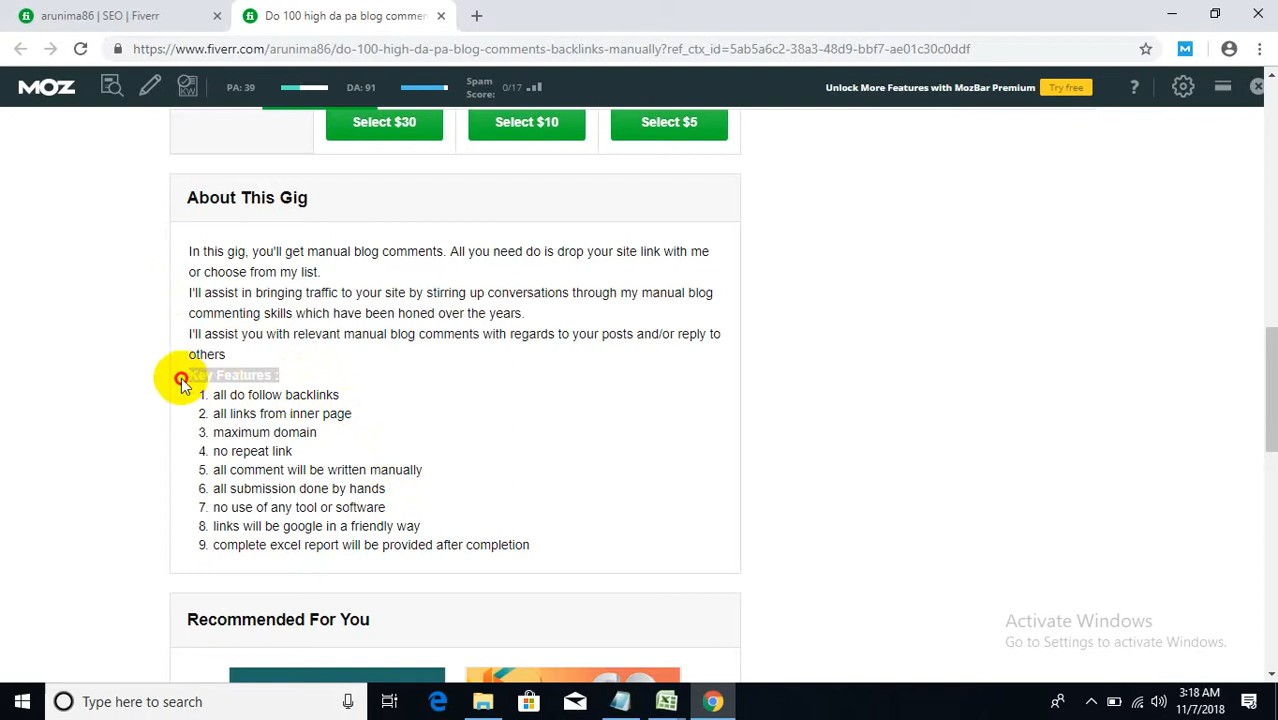 arunima86 | SEO | Fiverr
Do 100 high da pa blog commen
https://www.fiverr.com/arunima86/do-100-high-da-pa-blog-comments-backlinks-manually?ref_ctx_id=5ab5a6c2-38a3-48d9-bbf7-ae01c30c0ddf
MOZ
PA: 39
DA: 91
Spam Score: 0/17
Unlock More Features with MozBar Premium
Try free
Select $30
Select $10
Select $5
About This Gig
In this gig, you'll get manual blog comments. All you need do is drop your site link with me
or choose from my list.
I'll assist in bringing traffic to your site by stirring up conversations through my manual blog
commenting skills which have been honed over the years.
I'll assist you with relevant manual blog comments with regards to your posts and/or reply to
others
Key Features :
1. all do follow backlinks
2. all links from inner page
3. maximum domain
4. no repeat link
5. all comment will be written manually
6. all submission done by hands
7. no use of any tool or software
8. links will be google in a friendly way
9. complete excel report will be provided after completion
Recommended For You
Activate Windows
Go to Settings to activate Windows.
Type here to search
3:18 AM
11/7/2018